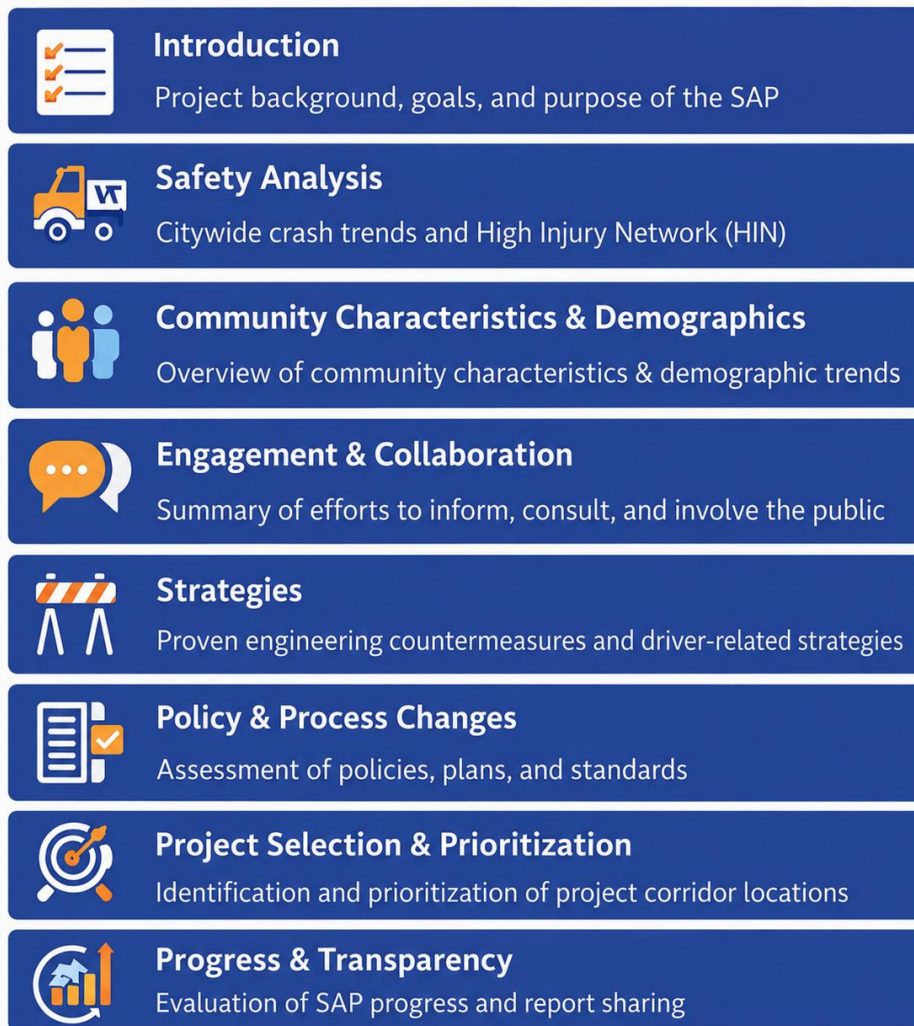 Introduction
Project background, goals, and purpose of the SAP
Safety Analysis
Citywide crash trends and High Injury Network (HIN)
Community Characteristics & Demographics
Overview of community characteristics & demographic trends
Engagement & Collaboration
Summary of efforts to inform, consult, and involve the public
Strategies
Proven engineering countermeasures and driver-related strategies
Policy & Process Changes
Assessment of policies, plans, and standards
Project Selection & Prioritization
Identification and prioritization of project corridor locations
Progress & Transparency
Evaluation of SAP progress and report sharing